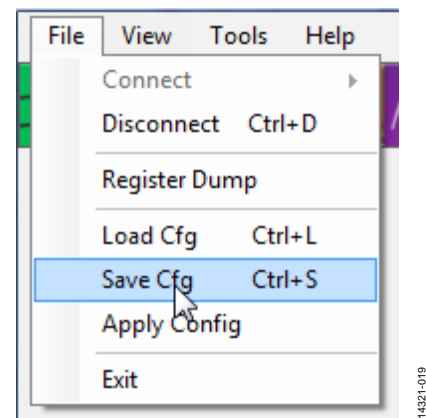 File View Tools Help
Connect
Disconnect Ctrl+D
Register Dump
Load Cfg Ctrl+L
Save Cfg Ctrl+S
Apply Config
Exit
14321-019